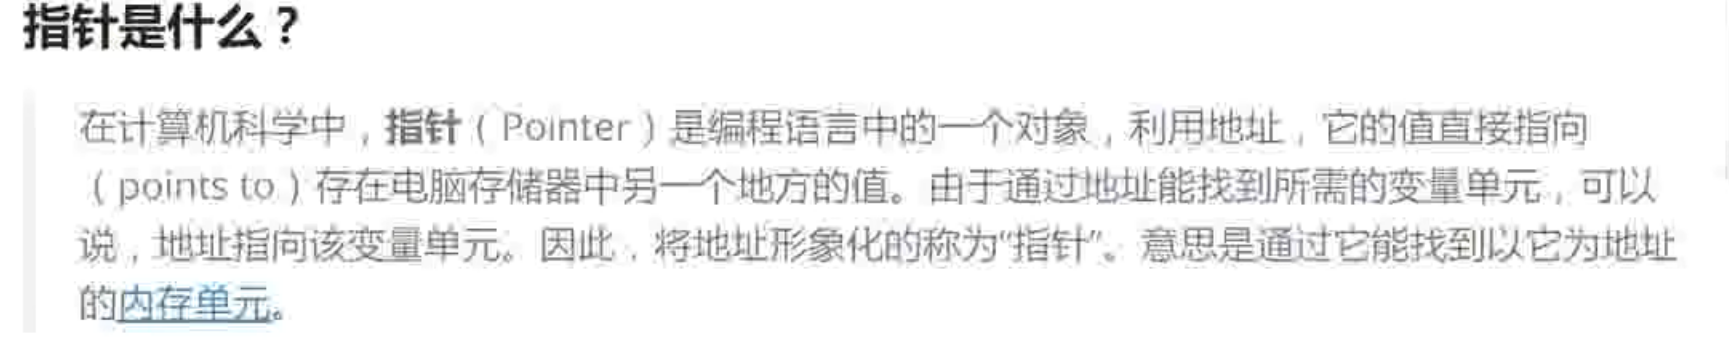 指针是什么？
在计算机科学中，指针（Pointer）是编程语言中的一个对象，利用地址，它的值直接指向
（points to）存在电脑存储器中另一个地方的值。由于通过地址能找到所需的变量单元，可以
说，地址指向该变量单元。因此，将地址形象化的称为“指针”。意思是通过它能找到以它为地址
的内存单元。